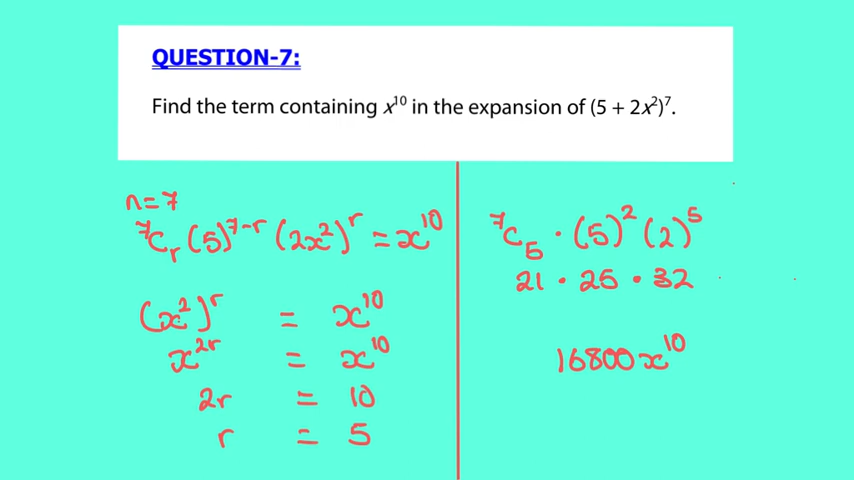 QUESTION-7:
Find the term containing x¹⁰ in the expansion of (5 + 2x²)⁷.
n=7
⁷Cᵣ (5)⁷⁻ʳ (2x²)ʳ = x¹⁰
(x²)ʳ = x¹⁰
x²ʳ = x¹⁰
2r = 10
r = 5
⁷C₅ · (5)² (2)⁵
21 · 25 · 32
16800x¹⁰